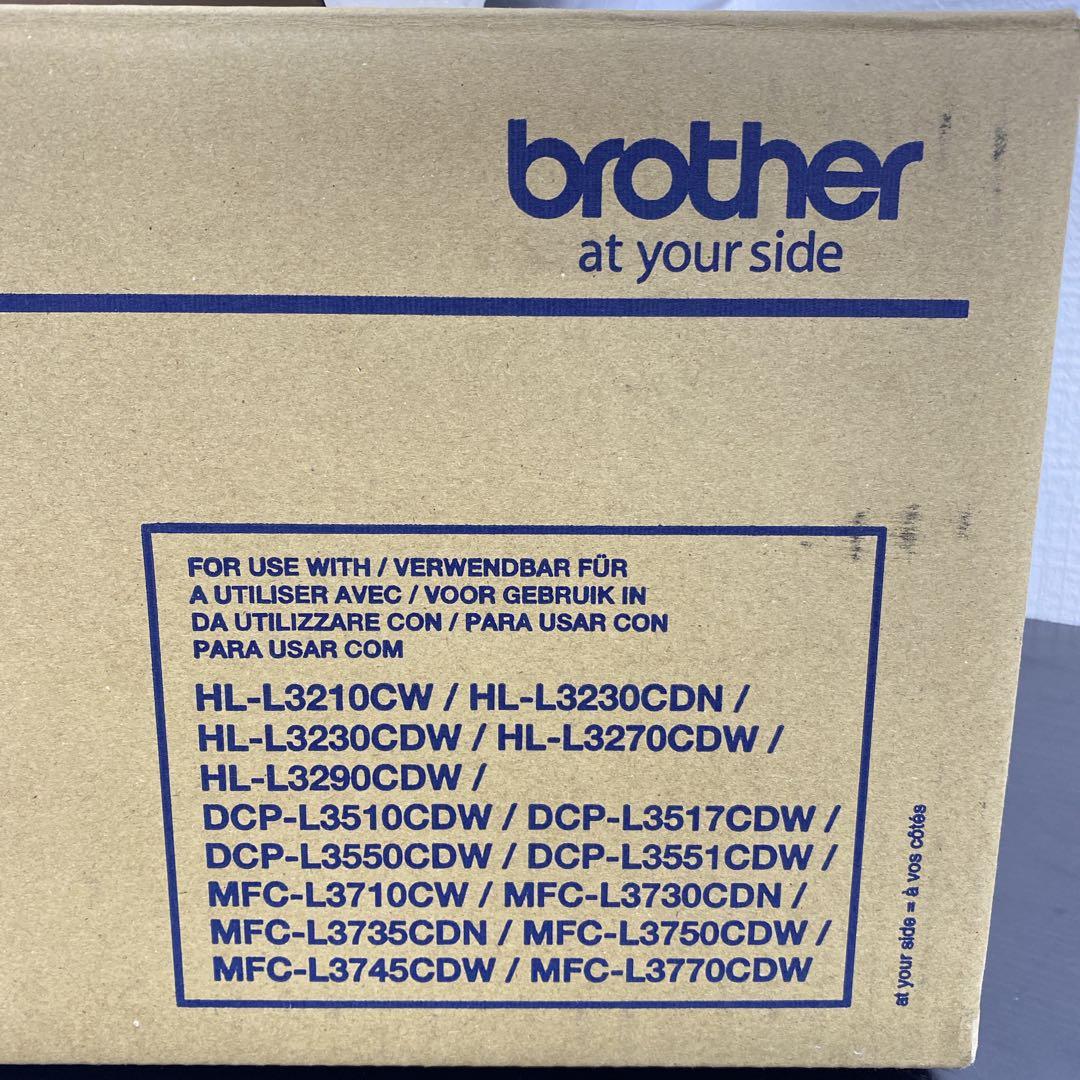 brother
at your side
FOR USE WITH / VERWENDBAR FÜR
A UTILISER AVEC / VOOR GEBRUIK IN
DA UTILIZZARE CON / PARA USAR CON
PARA USAR COM
HL-L3210CW / HL-L3230CDN /
HL-L3230CDW / HL-L3270CDW /
HL-L3290CDW /
DCP-L3510CDW / DCP-L3517CDW /
DCP-L3550CDW / DCP-L3551CDW /
MFC-L3710CW / MFC-L3730CDN /
MFC-L3735CDN / MFC-L3750CDW /
MFC-L3745CDW / MFC-L3770CDW
at your side = à vos côtés